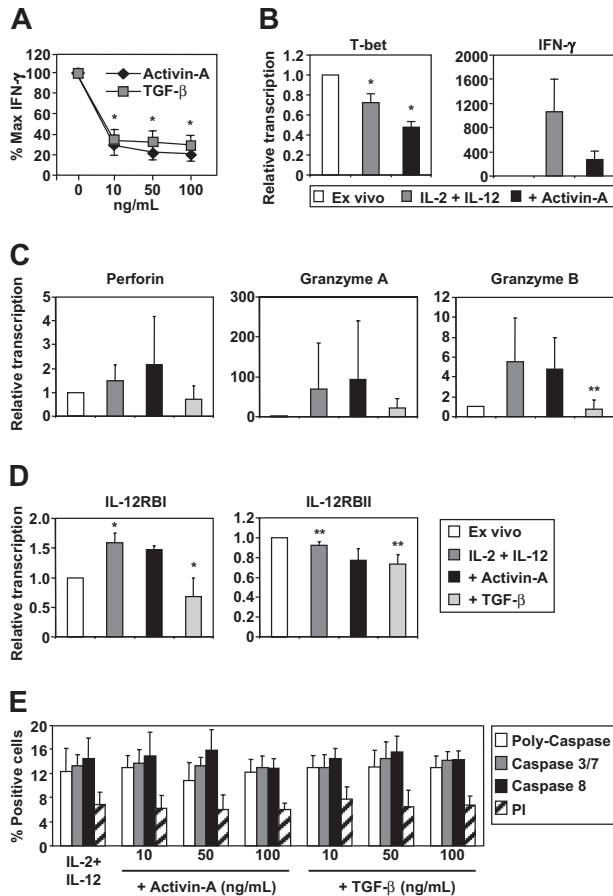 A
% Max IFN-γ
120
100
80
60
40
20
0
Activin-A
TGF-β
* * *
0 10 50 100
ng/mL
B
T-bet
IFN-γ
Relative transcription
1.2
1.0
0.8
0.6
0.4
0.2
0
* *
2000
1600
1200
800
400
0
Ex vivo IL-2 + IL-12 + Activin-A
C
Perforin
Granzyme A
Granzyme B
Relative transcription
5
4
3
2
1
0
300
200
100
0
12
10
8
6
4
2
0
**
D
IL-12RBI
IL-12RBII
Relative transcription
2.0
1.5
1.0
0.5
0
* *
1.2
1.0
0.8
0.6
0.4
0.2
0
** **
Ex vivo
IL-2 + IL-12
+ Activin-A
+ TGF-β
E
% Positive cells
20
16
12
8
4
0
Poly-Caspase
Caspase 3/7
Caspase 8
PI
IL-2+
IL-12
10 50 100 10 50 100
+ Activin-A (ng/mL) + TGF-β (ng/mL)